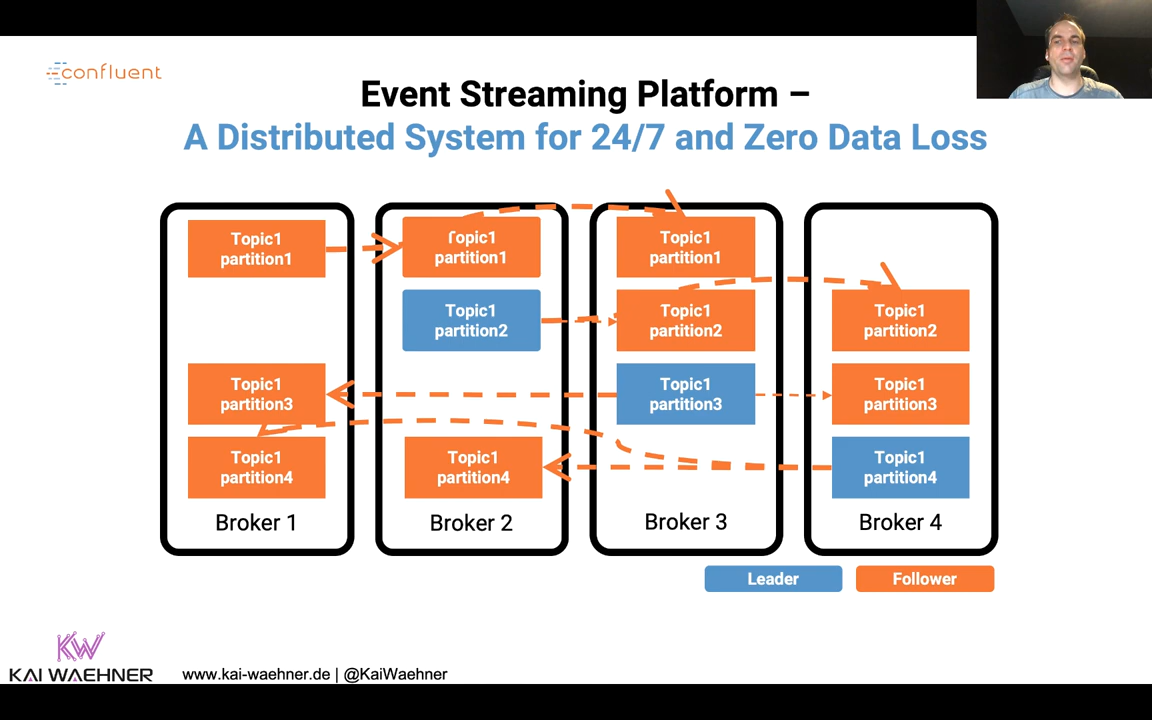 confluent
Event Streaming Platform –
A Distributed System for 24/7 and Zero Data Loss
Topic1
partition1
Topic1
partition3
Topic1
partition4
Broker 1
Topic1
partition1
Topic1
partition2
Topic1
partition4
Broker 2
Topic1
partition1
Topic1
partition2
Topic1
partition3
Broker 3
Topic1
partition2
Topic1
partition3
Topic1
partition4
Broker 4
Leader
Follower
KW
KAI WAEHNER
www.kai-waehner.de | @KaiWaehner